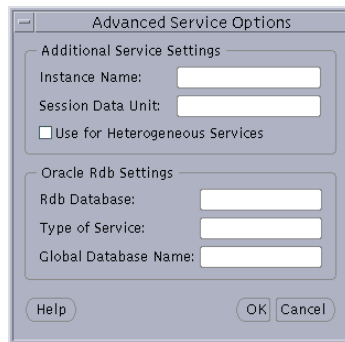 Advanced Service Options
Additional Service Settings
Instance Name:
Session Data Unit:
Use for Heterogeneous Services
Oracle Rdb Settings
Rdb Database:
Type of Service:
Global Database Name:
Help OK Cancel